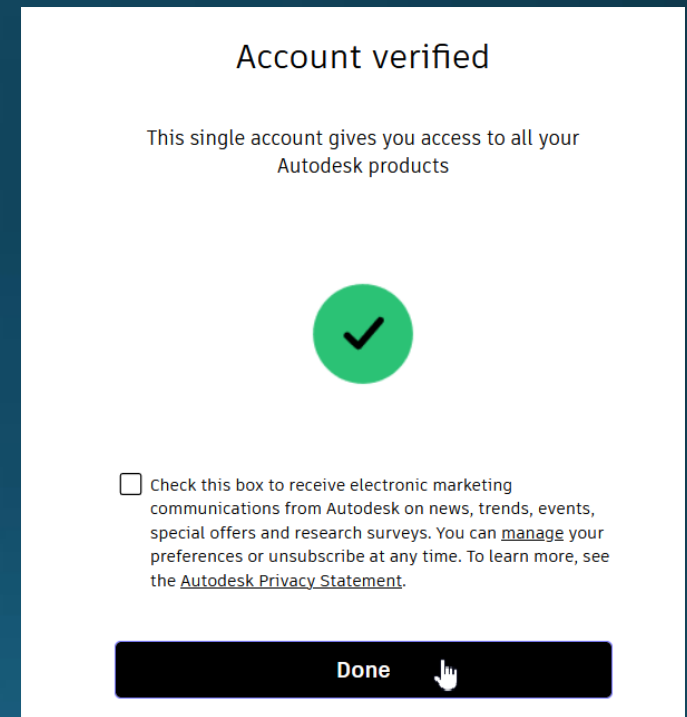 Account verified
This single account gives you access to all your
Autodesk products
Check this box to receive electronic marketing
communications from Autodesk on news, trends, events,
special offers and research surveys. You can manage your
preferences or unsubscribe at any time. To learn more, see
the Autodesk Privacy Statement.
Done